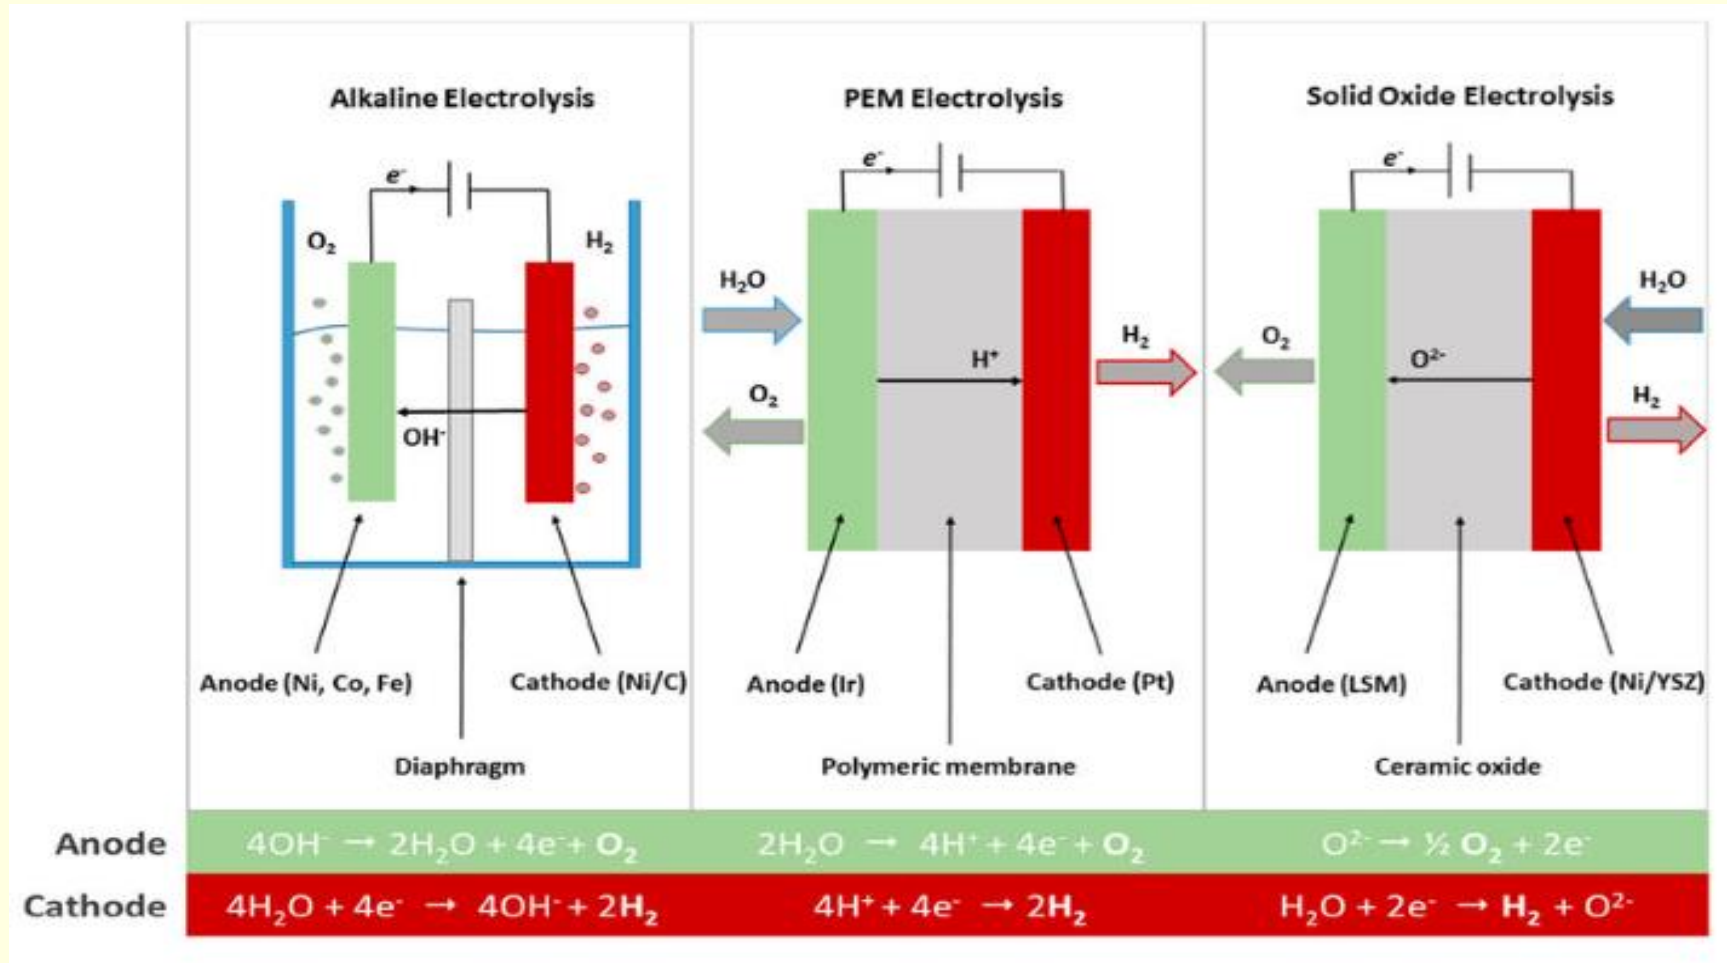 Alkaline Electrolysis
e⁻
O₂
H₂
OH⁻
Anode (Ni, Co, Fe)
Cathode (Ni/C)
Diaphragm
PEM Electrolysis
e⁻
H₂O
H₂
H⁺
O₂
Anode (Ir)
Cathode (Pt)
Polymeric membrane
Solid Oxide Electrolysis
e⁻
H₂O
O₂
O²⁻
H₂
Anode (LSM)
Cathode (Ni/YSZ)
Ceramic oxide
Anode 4OH⁻ → 2H₂O + 4e⁻ + O₂ 2H₂O → 4H⁺ + 4e⁻ + O₂ O²⁻ → ½ O₂ + 2e⁻
Cathode 4H₂O + 4e⁻ → 4OH⁻ + 2H₂ 4H⁺ + 4e⁻ → 2H₂ H₂O + 2e⁻ → H₂ + O²⁻